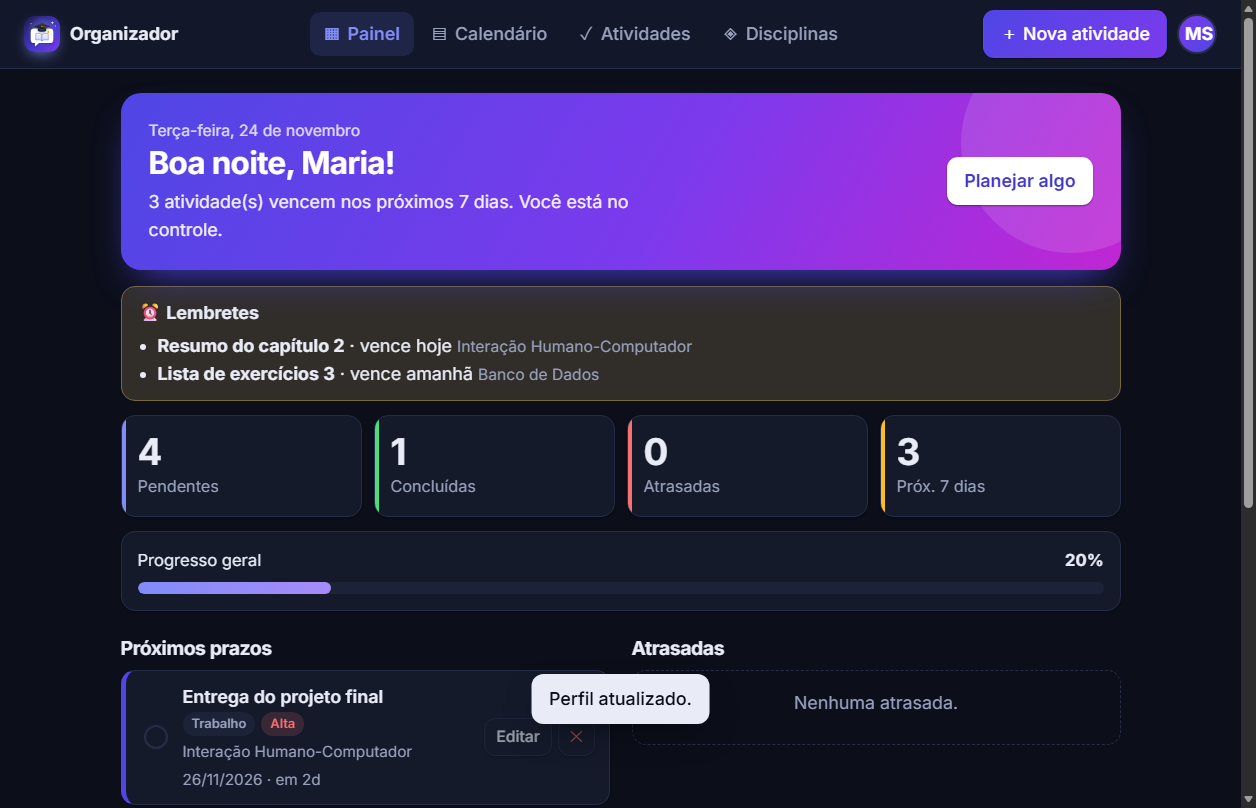 Organizador
Painel
Calendário
Atividades
Disciplinas
+ Nova atividade
MS
Terça-feira, 24 de novembro
Boa noite, Maria!
3 atividade(s) vencem nos próximos 7 dias. Você está no
controle.
Planejar algo
Lembretes
• Resumo do capítulo 2 · vence hoje Interação Humano-Computador
• Lista de exercícios 3 · vence amanhã Banco de Dados
4
Pendentes
1
Concluídas
0
Atrasadas
3
Próx. 7 dias
Progresso geral
20%
Próximos prazos
Entrega do projeto final
Trabalho
Alta
Interação Humano-Computador
26/11/2026 · em 2d
Editar
Atrasadas
Nenhuma atrasada.
Perfil atualizado.